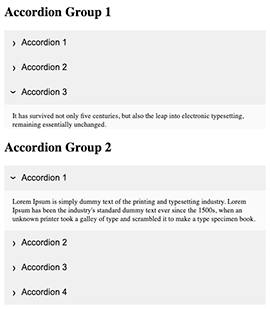 Accordion Group 1
Accordion 1
Accordion 2
Accordion 3
It has survived not only five centuries, but also the leap into electronic typesetting,
remaining essentially unchanged.
Accordion Group 2
Accordion 1
Lorem Ipsum is simply dummy text of the printing and typesetting industry. Lorem
Ipsum has been the industry's standard dummy text ever since the 1500s, when an
unknown printer took a galley of type and scrambled it to make a type specimen book.
Accordion 2
Accordion 3
Accordion 4